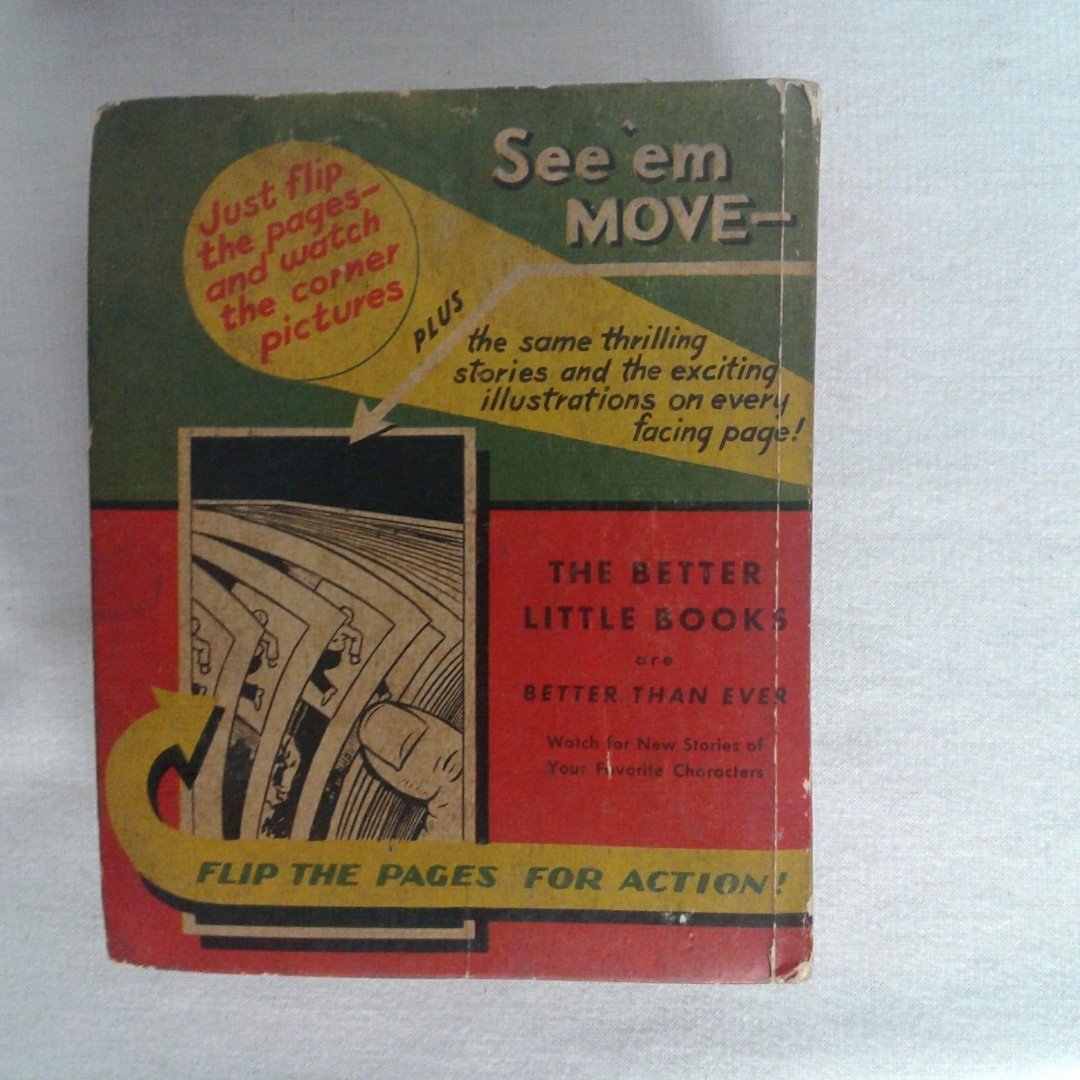 See 'em
MOVE—
Just flip
the pages—
and watch
the corner
pictures
PLUS
the same thrilling
stories and the exciting
illustrations on every
facing page!
THE BETTER
LITTLE BOOKS
are
BETTER THAN EVER
Watch for New Stories of
Your Favorite Characters
FLIP THE PAGES FOR ACTION!